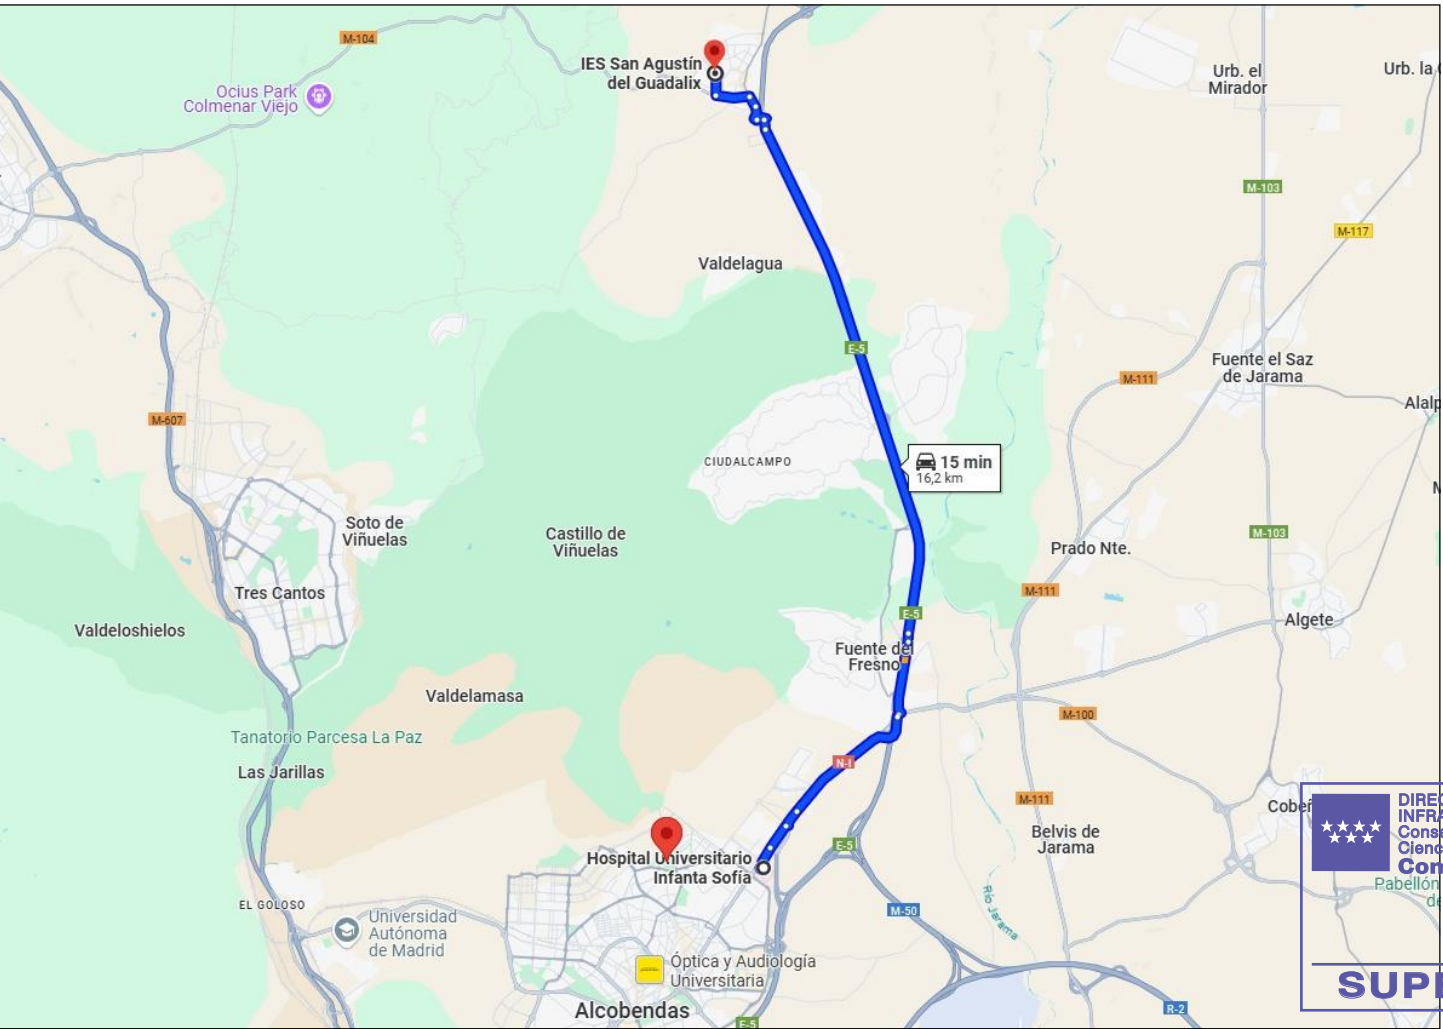 M-104
IES San Agustín
del Guadalix
Ocius Park
Colmenar Viejo
Urb. el
Mirador
Urb. la
M-103
M-117
Valdelagua
E-5
Fuente el Saz
de Jarama
M-111
M-607
CIUDALCAMPO
15 min
16,2 km
Soto de
Viñuelas
Castillo de
Viñuelas
M-103
Prado Nte.
Tres Cantos
M-111
E-5
Algete
Valdeloshielos
Fuente del
Fresno
Valdelamasa
M-100
Tanatorio Parcesa La Paz
Las Jarillas
N-I
M-111
Belvis de
Jarama
E-5
Hospital Universitario
Infanta Sofía
EL GOLOSO
Universidad
Autónoma
de Madrid
M-50
Río Jarama
Pabellón
Óptica y Audiología
Universitaria
Alcobendas
E-5
R-2